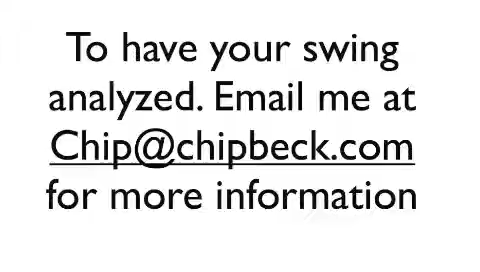 To have your swing
analyzed. Email me at
Chip@chipbeck.com
for more information